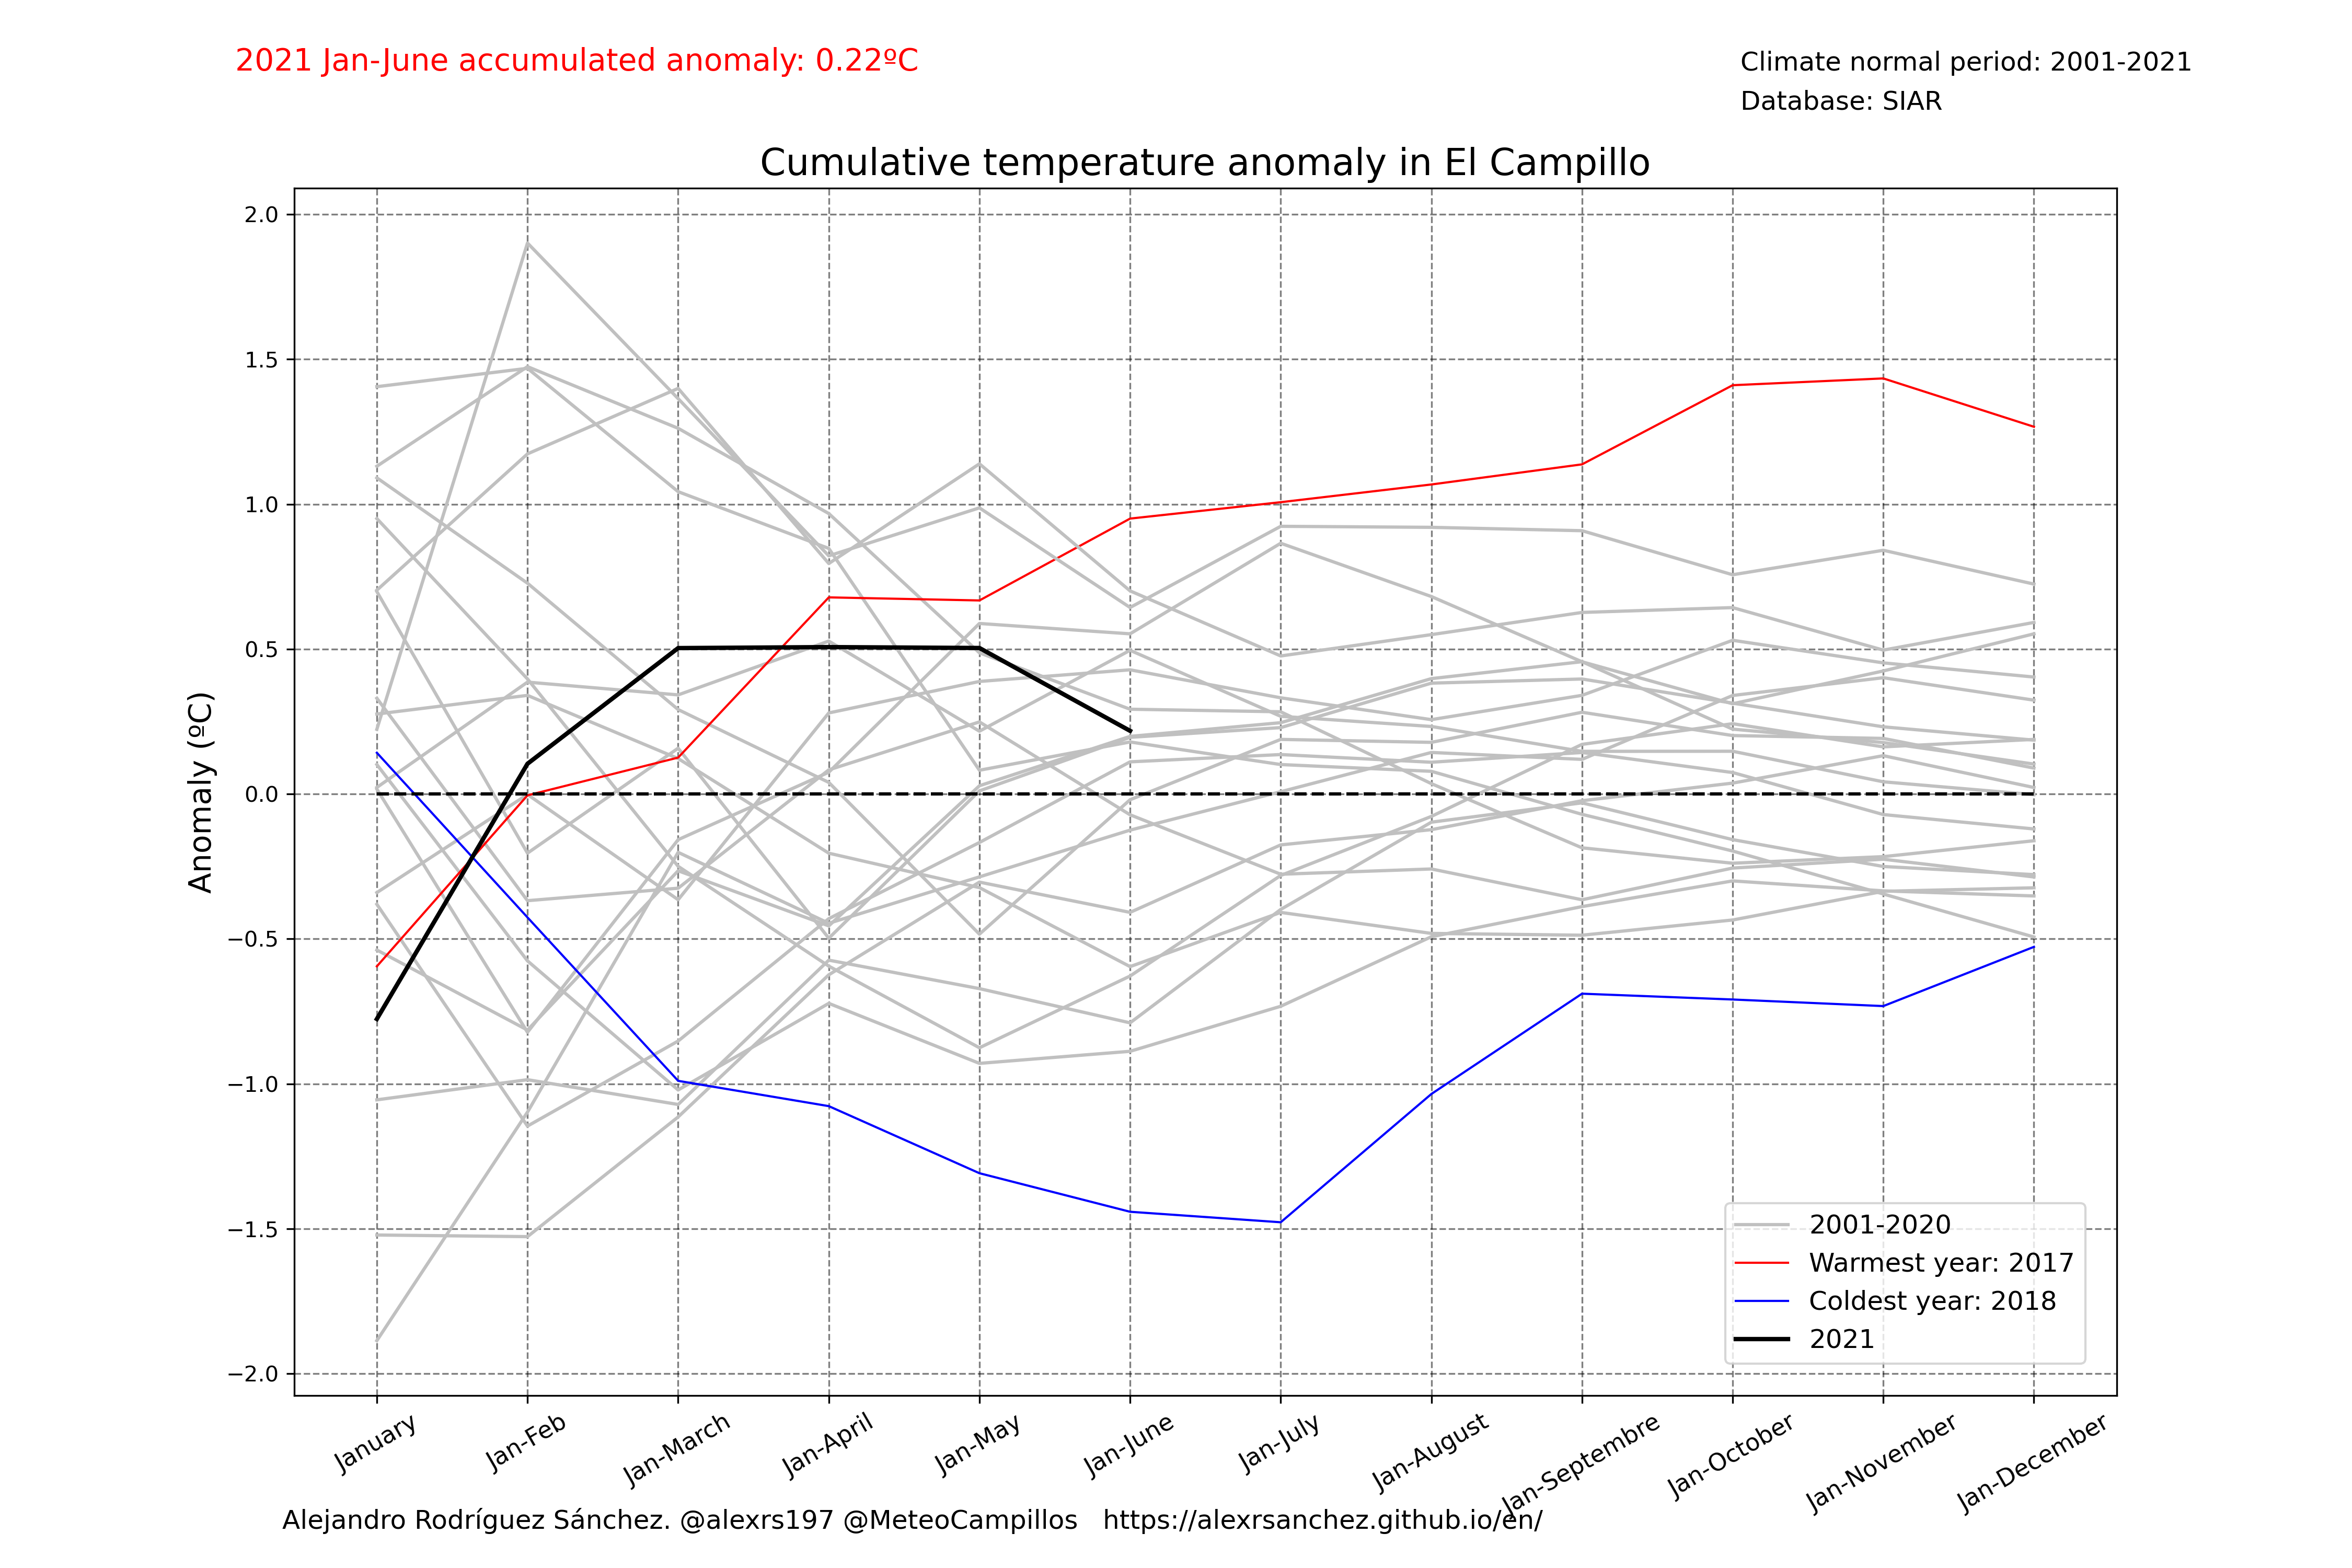 2021 Jan-June accumulated anomaly: 0.22ºC
Climate normal period: 2001-2021
Database: SIAR
Cumulative temperature anomaly in El Campillo
Anomaly (ºC)
2.0
1.5
1.0
0.5
0.0
−0.5
−1.0
−1.5
−2.0
2001-2020
Warmest year: 2017
Coldest year: 2018
2021
January
Jan-Feb
Jan-March
Jan-April
Jan-May
Jan-June
Jan-July
Jan-August
Jan-Septembre
Jan-October
Jan-November
Jan-December
Alejandro Rodríguez Sánchez. @alexrs197 @MeteoCampillos https://alexrsanchez.github.io/en/